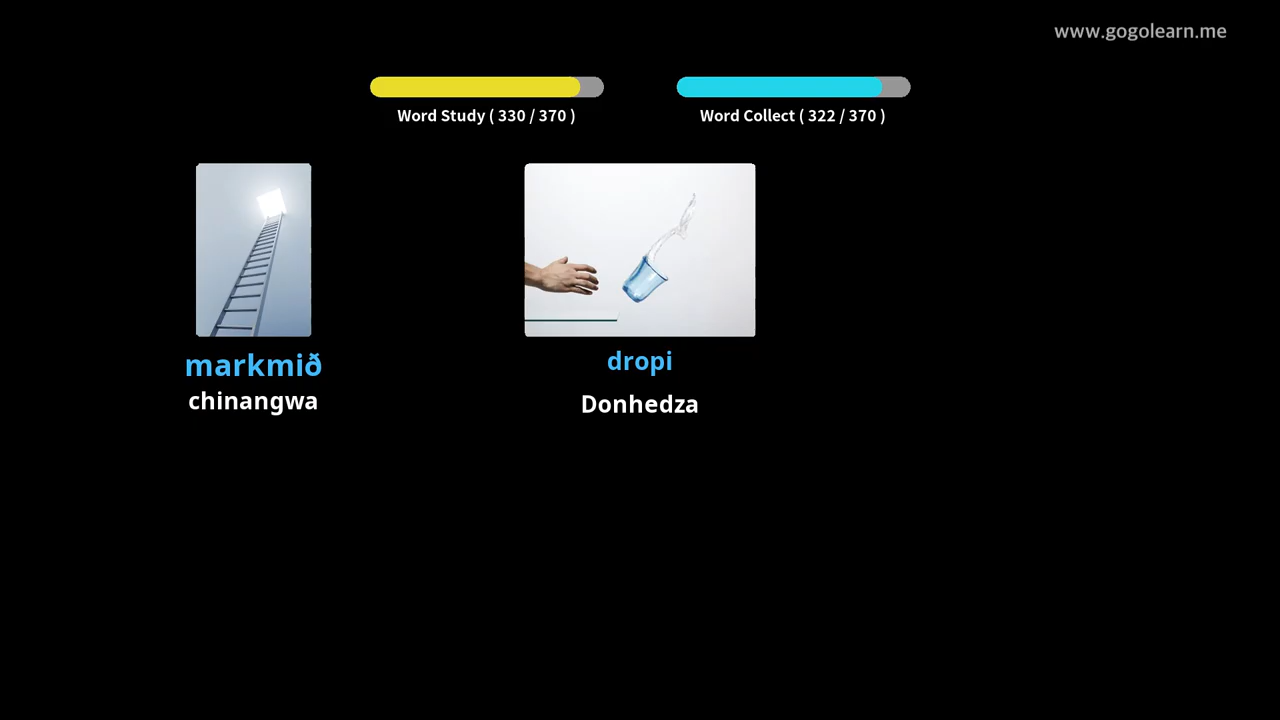 www.gogolearn.me
Word Study ( 330 / 370 )
Word Collect ( 322 / 370 )
markmið
chinangwa
dropi
Donhedza